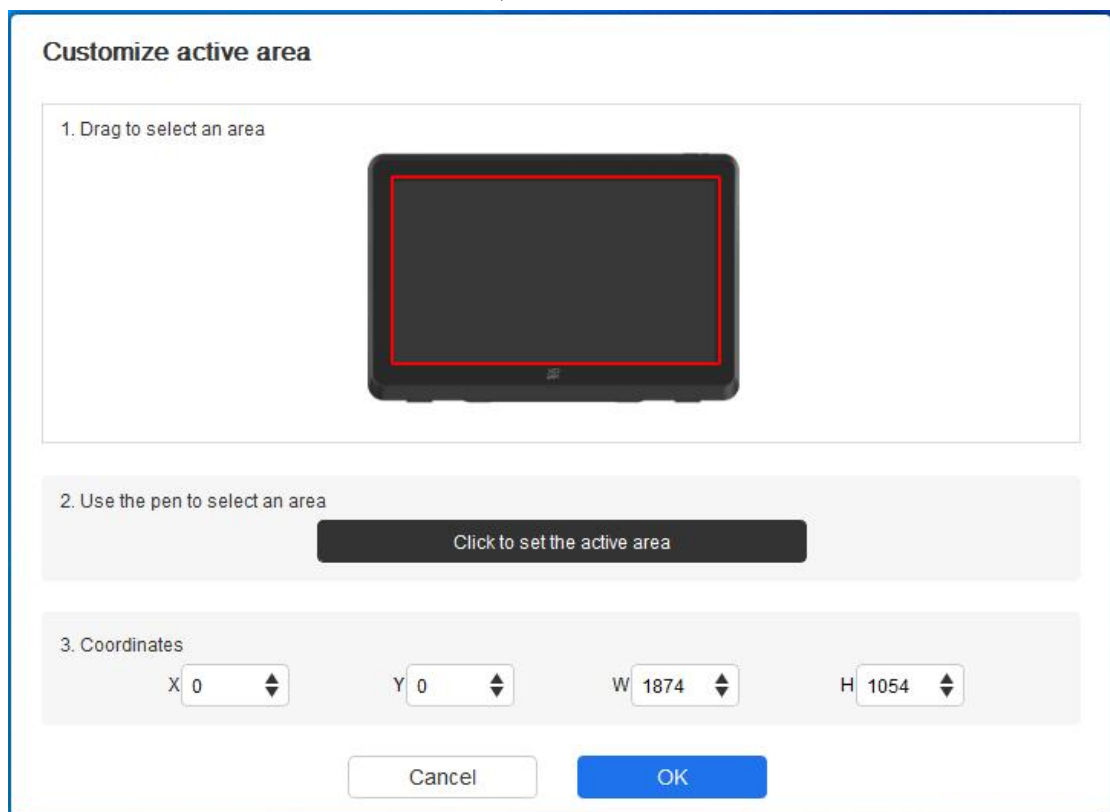 Customize active area
1. Drag to select an area
2. Use the pen to select an area
Click to set the active area
3. Coordinates
X 0 Y 0 W 1874 H 1054
Cancel OK